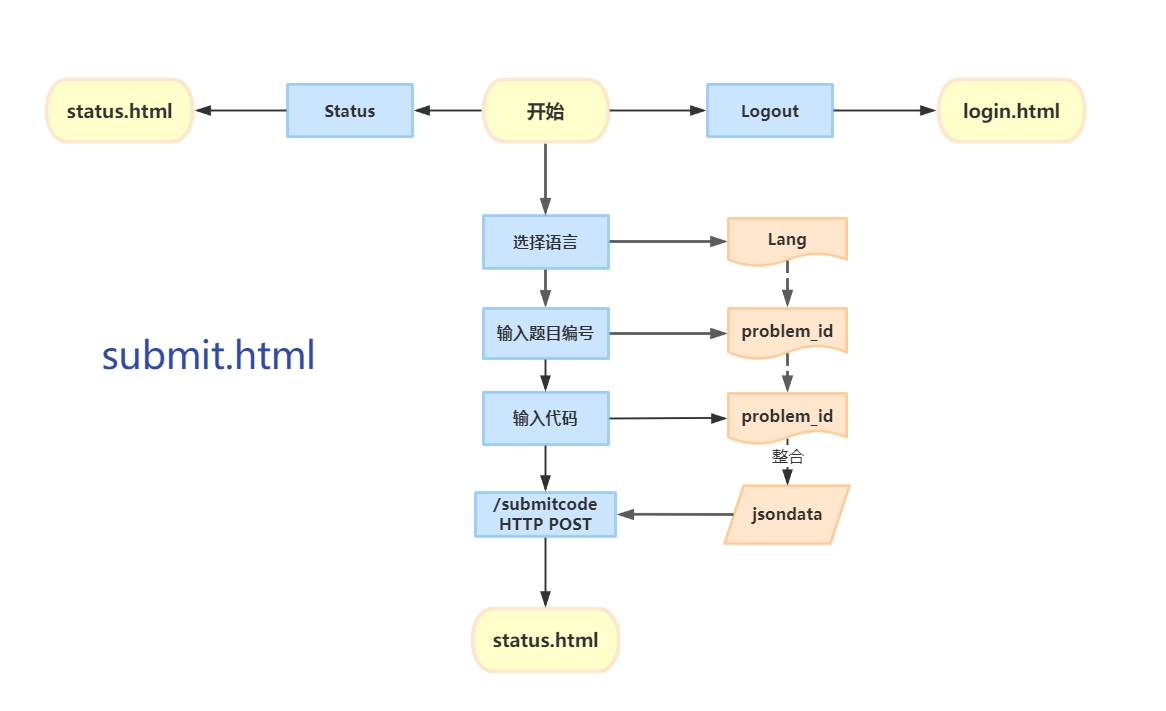 status.html
Status
开始
Logout
login.html
选择语言
Lang
输入题目编号
problem_id
submit.html
输入代码
problem_id
整合
/submitcode
HTTP POST
jsondata
status.html